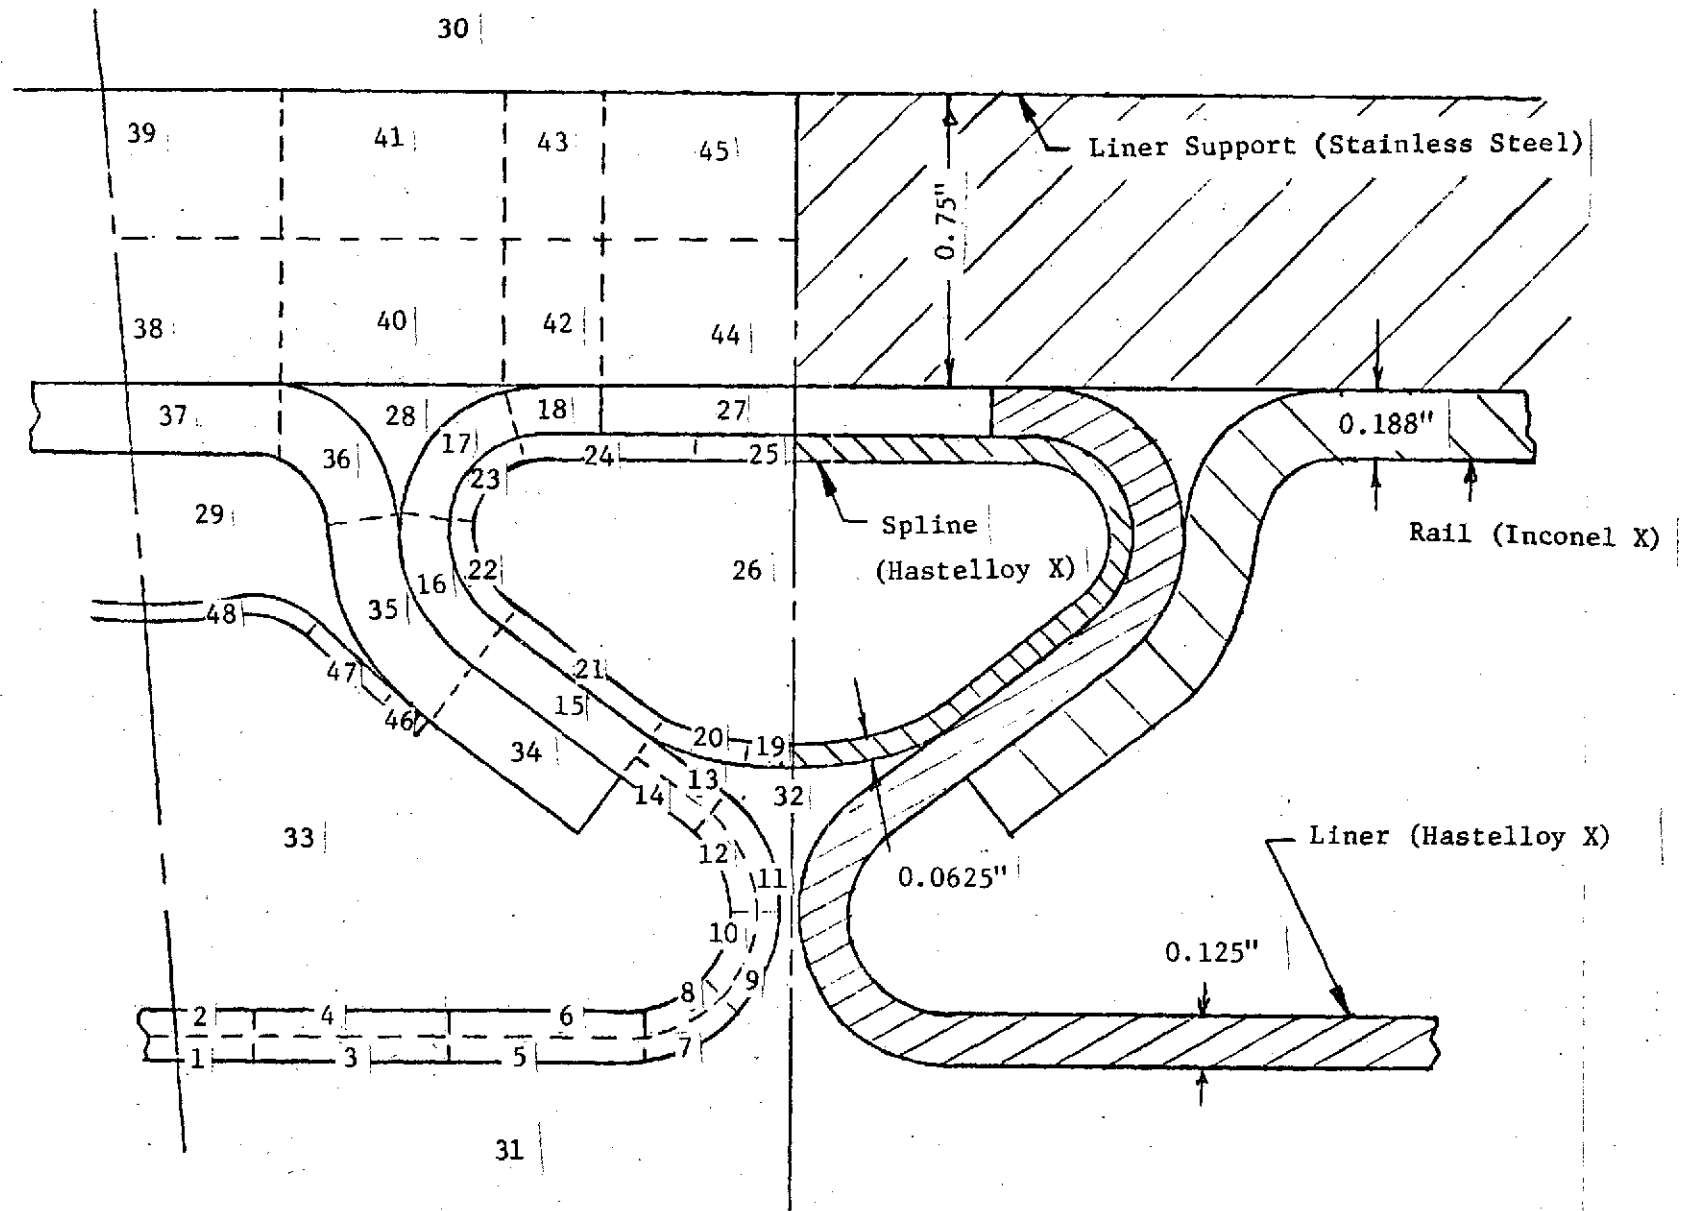 30
39 41 43 45
Liner Support (Stainless Steel)
0.75"
38 40 42 44
37 28 18 27
0.188"
17
36 24 25
23
29
Spline
Rail (Inconel X)
26
(Hastelloy X)
22
16
35
48
21
47
15
46
20 19
34
13
32
14
33
Liner (Hastelloy X)
12
11
0.0625"
10
0.125"
9
8
2 4 6
7
1 3 5
31